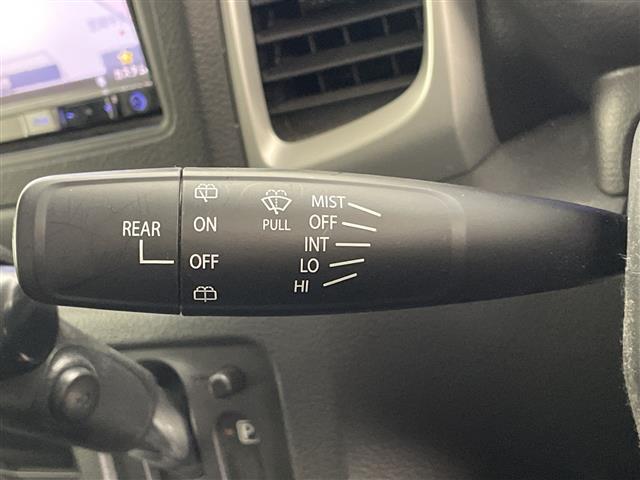 REAR
ON
OFF
PULL
MIST
OFF
INT
LO
HI
P